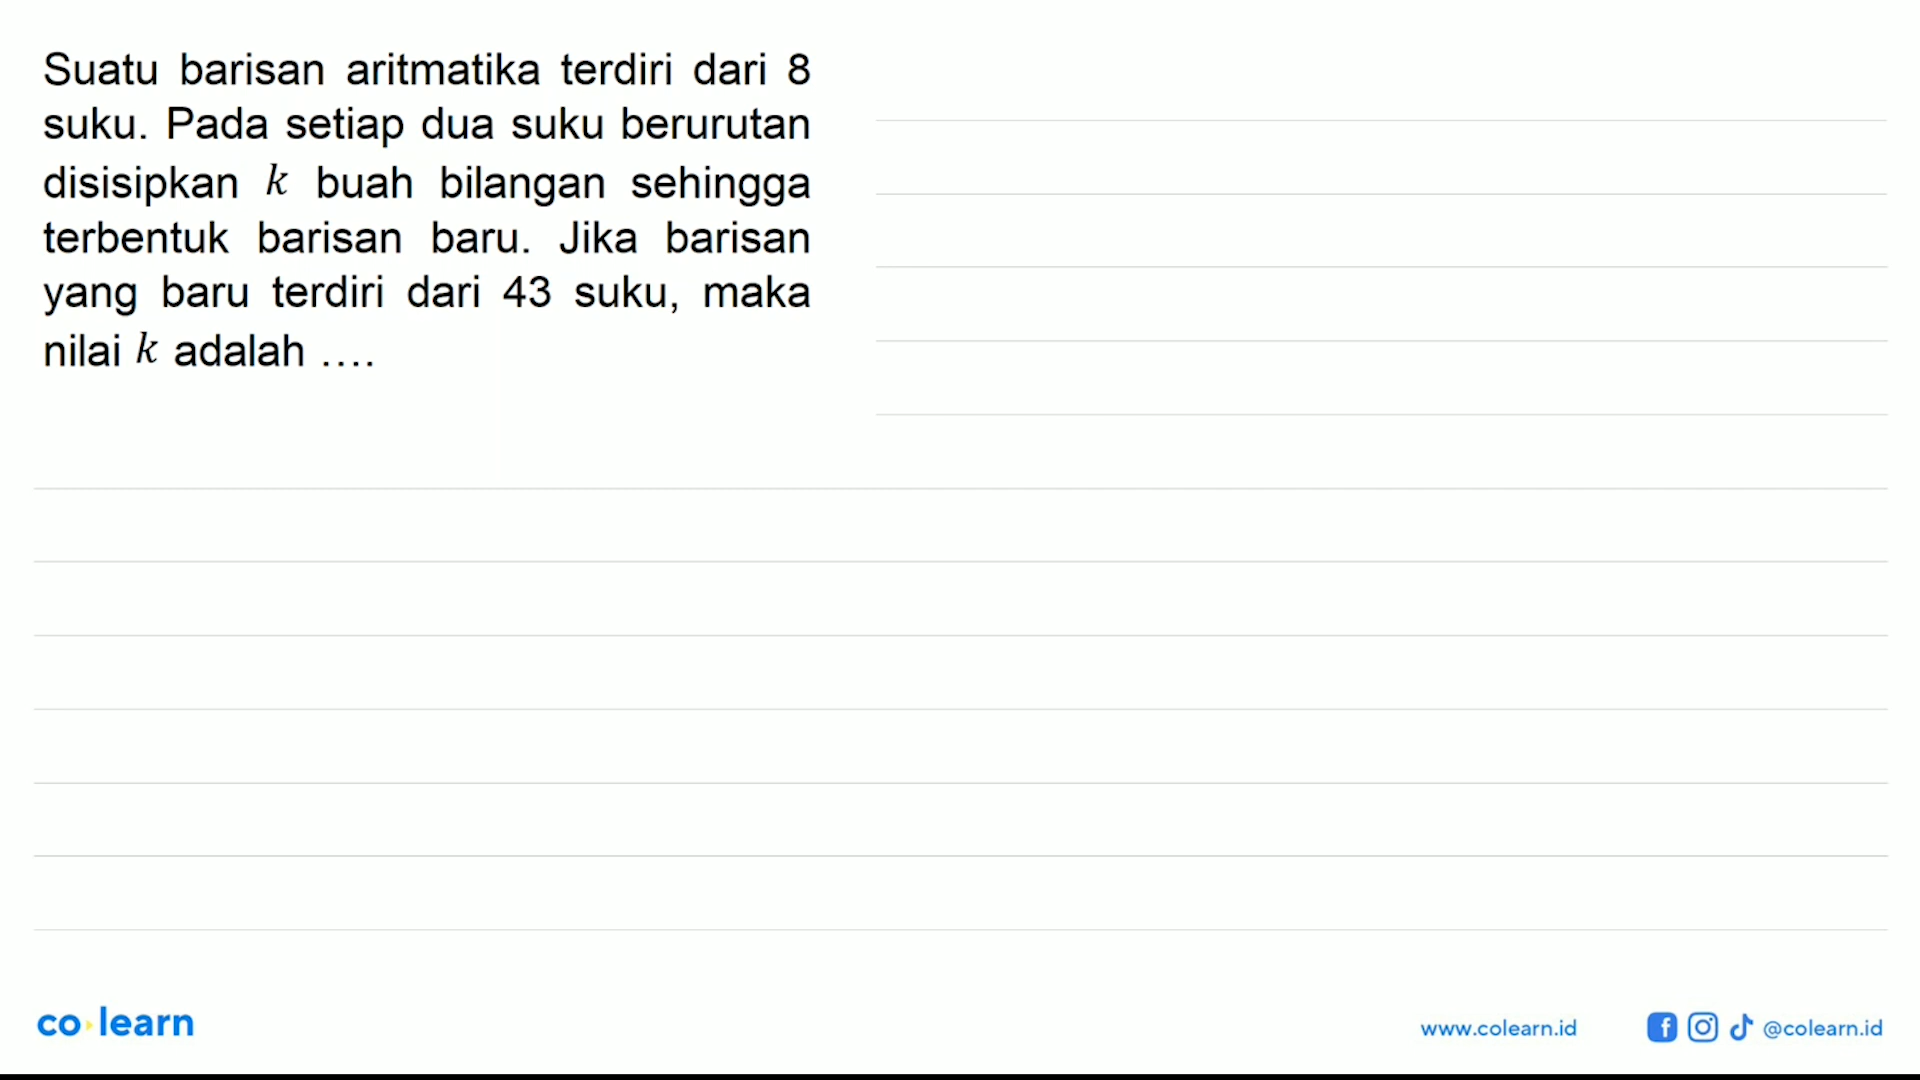 Suatu barisan aritmatika terdiri dari 8
suku. Pada setiap dua suku berurutan
disisipkan k buah bilangan sehingga
terbentuk barisan baru. Jika barisan
yang baru terdiri dari 43 suku, maka
nilai k adalah ....
co learn
www.colearn.id
@colearn.id